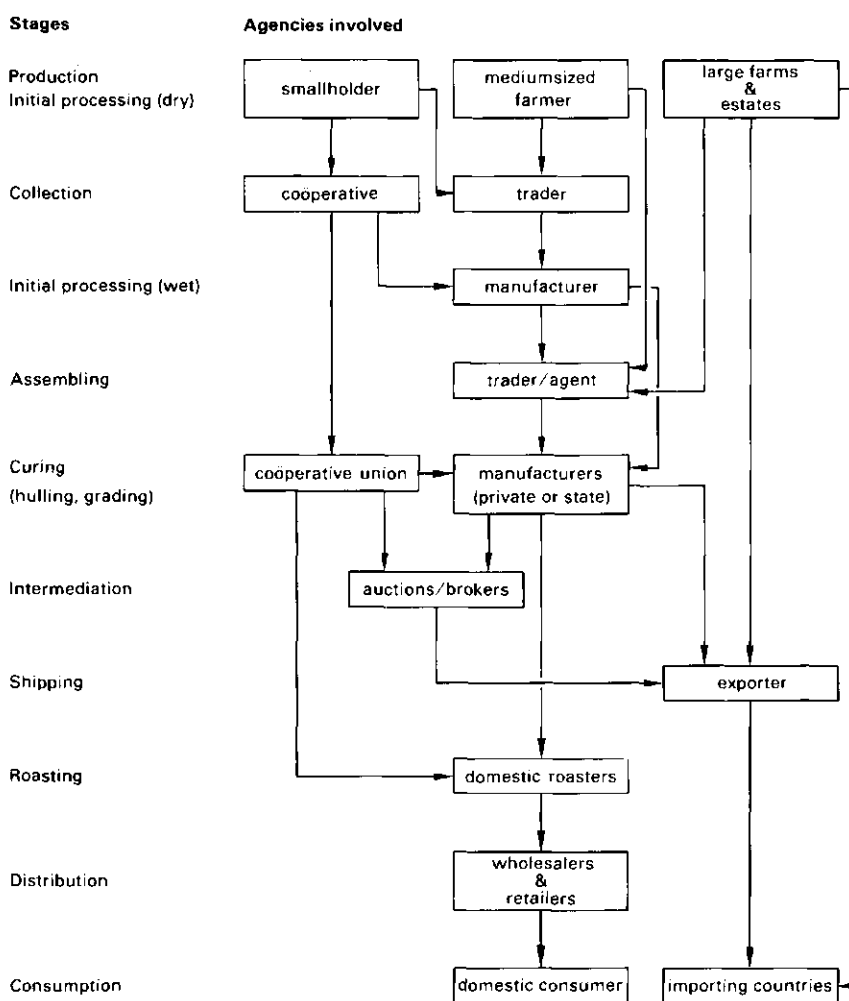 Stages Agencies involved
Production
Initial processing (dry)
smallholder
mediumsized
farmer
large farms
&
estates
Collection
coöperative
trader
Initial processing (wet)
manufacturer
Assembling
trader/agent
Curing
(hulling, grading)
coöperative union
manufacturers
(private or state)
Intermediation
auctions/brokers
Shipping
exporter
Roasting
domestic roasters
Distribution
wholesalers
&
retailers
Consumption
domestic consumer
importing countries